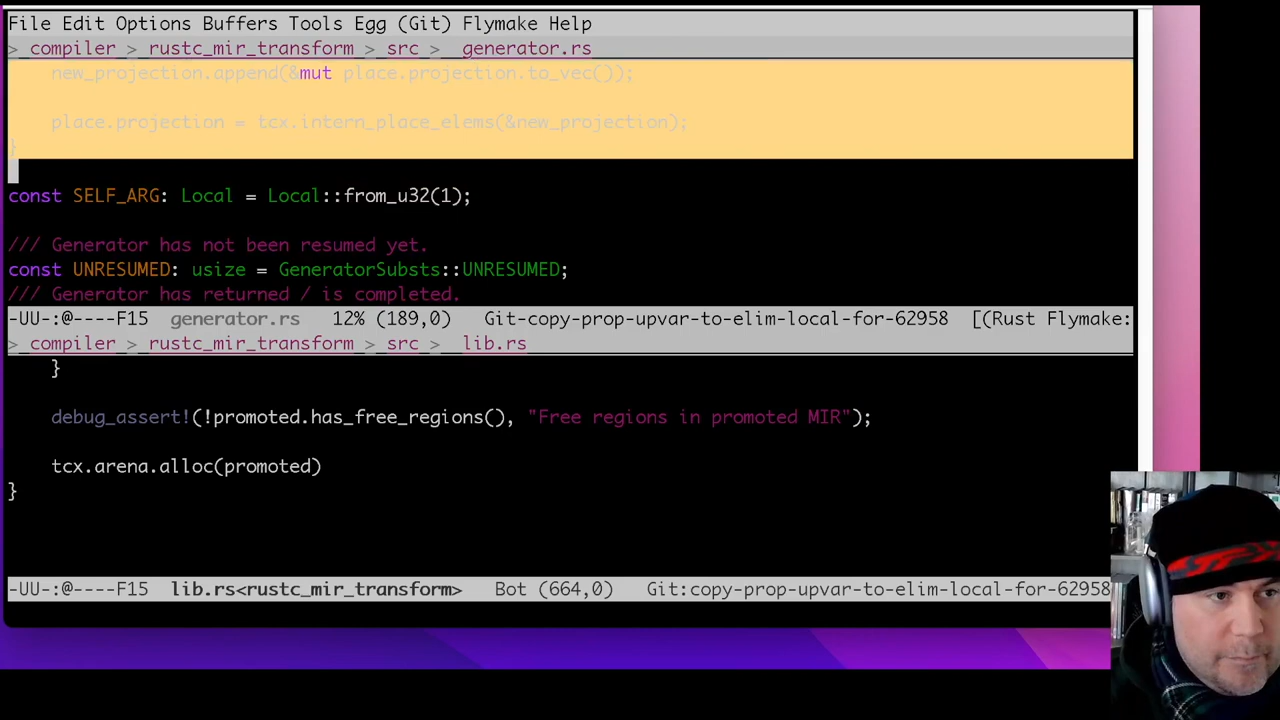 File Edit Options Buffers Tools Egg (Git) Flymake Help
> compiler > rustc_mir_transform > src > generator.rs
new_projection.append(&mut place.projection.to_vec());
place.projection = tcx.intern_place_elems(&new_projection);
}
const SELF_ARG: Local = Local::from_u32(1);
/// Generator has not been resumed yet.
const UNRESUMED: usize = GeneratorSubsts::UNRESUMED;
/// Generator has returned / is completed.
-UU-:@----F15 generator.rs 12% (189,0) Git-copy-prop-upvar-to-elim-local-for-62958 [(Rust Flymake:
> compiler > rustc_mir_transform > src > lib.rs
}
debug_assert!(!promoted.has_free_regions(), "Free regions in promoted MIR");
tcx.arena.alloc(promoted)
}
-UU-:@----F15 lib.rs<rustc_mir_transform> Bot (664,0) Git:copy-prop-upvar-to-elim-local-for-62958